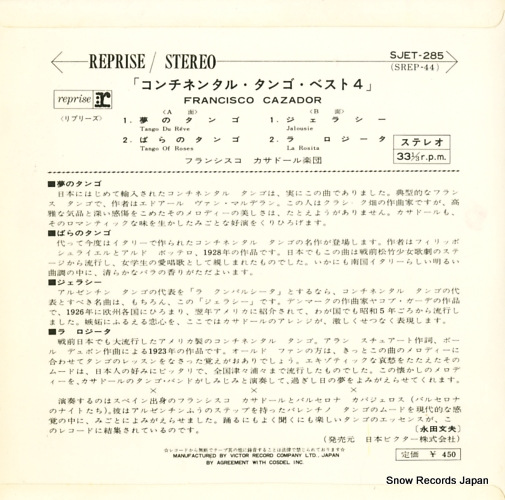 REPRISE / STEREO
SJET-285
(SREP-44)
「コンチネンタル・タンゴ・ベスト4」
FRANCISCO CAZADOR
reprise
(リプリーズ)
〈A 面〉
1. 夢のタンゴ
Tango Du Rêve
2. ばらのタンゴ
Tango Of Roses
〈B 面〉
1. ジェラシー
Jalousie
2. ラ ロジータ
La Rosita
フランシスコ カサドール楽団
ステレオ
33⅓r.p.m.
■夢のタンゴ
日本にはじめて輸入されたコンチネンタル タンゴは、実にこの曲でありました。典型的なフラン
ス タンゴで、作者はエドアール ヴァン・マルデラン。この人はクラシック畑の作曲家ですが、高
雅な気品と深い感傷をこめたそのメロディーの美しさは、たとえようがありません。カサドールも、
そのロマンティックな味を生かしたみごとな好演をくりひろげます。
■ばらのタンゴ
代って今度はイタリーで作られたコンチネンタル タンゴの名作が登場します。作者はフィリッポ
シュライエルとアルド ボッテロ、1928年の作品です。日本でもこの曲は戦前松竹少女歌劇のステ
ージから流行し、女学生の愛唱歌として親しまれたものでした。いかにも南国イタリーらしい明るい
曲調の中に、清らかなバラの香りがただよいます。
■ジェラシー
アルゼンチン タンゴの代表を「ラ クンパルシータ」とするなら、コンチネンタル タンゴの代
表とすべき名曲は、もちろん、この「ジェラシー」です。デンマークの作曲家ヤコブ・ガーデの作品
で、1926年に欧州各国にひろまり、翌年アメリカに紹介されて、わが国でも昭和5年ごろから流行し
ました。嫉妬にふるえる恋心を、ここではカサドールのアレンジが、激しくせつなく表現します。
■ラ ロジータ
戦前日本でも大流行したアメリカ製のコンチネンタル タンゴ。アラン スチュアート作詞、ポー
ル デュポン作曲による1923年の作品です。オールド ファンの方は、きっとこの曲のメロディーに
合わせてタンゴのレッスンをなさった覚えがおありでしょう。エキゾティックな哀愁をたたえたその
ムードは、日本人の好みにピッタリで、全国津々浦々まで流行したものでした。この懐かしのメロデ
ィーを、カサドールのタンゴ・バンドがしみじみと演奏して、過ぎし日の夢をよみがえらせてくれます。
× × ×
演奏するのはスペイン出身のフランシスコ カサドールとバルセロナ カバジェロス(バルセロナ
のナイトたち)。彼はアルゼンチンふうのステップを持ったバレンチノ タンゴのムードを現代的な感
覚の中に、みごとによみがえらせました。踊るにもよく聞くにも楽しいタンゴのエッセンスが、こ
のレコードに結集されているのです。
〔永田文夫〕
(発売元 日本ビクター株式会社)
☆レコードから無断でテープ其の他に録音することは法律で禁じられております☆
MANUFACTURED BY VICTOR RECORD COMPANY LTD., JAPAN
BY AGREEMENT WITH COSDEL INC.
定価 ¥ 450
Snow Records Japan